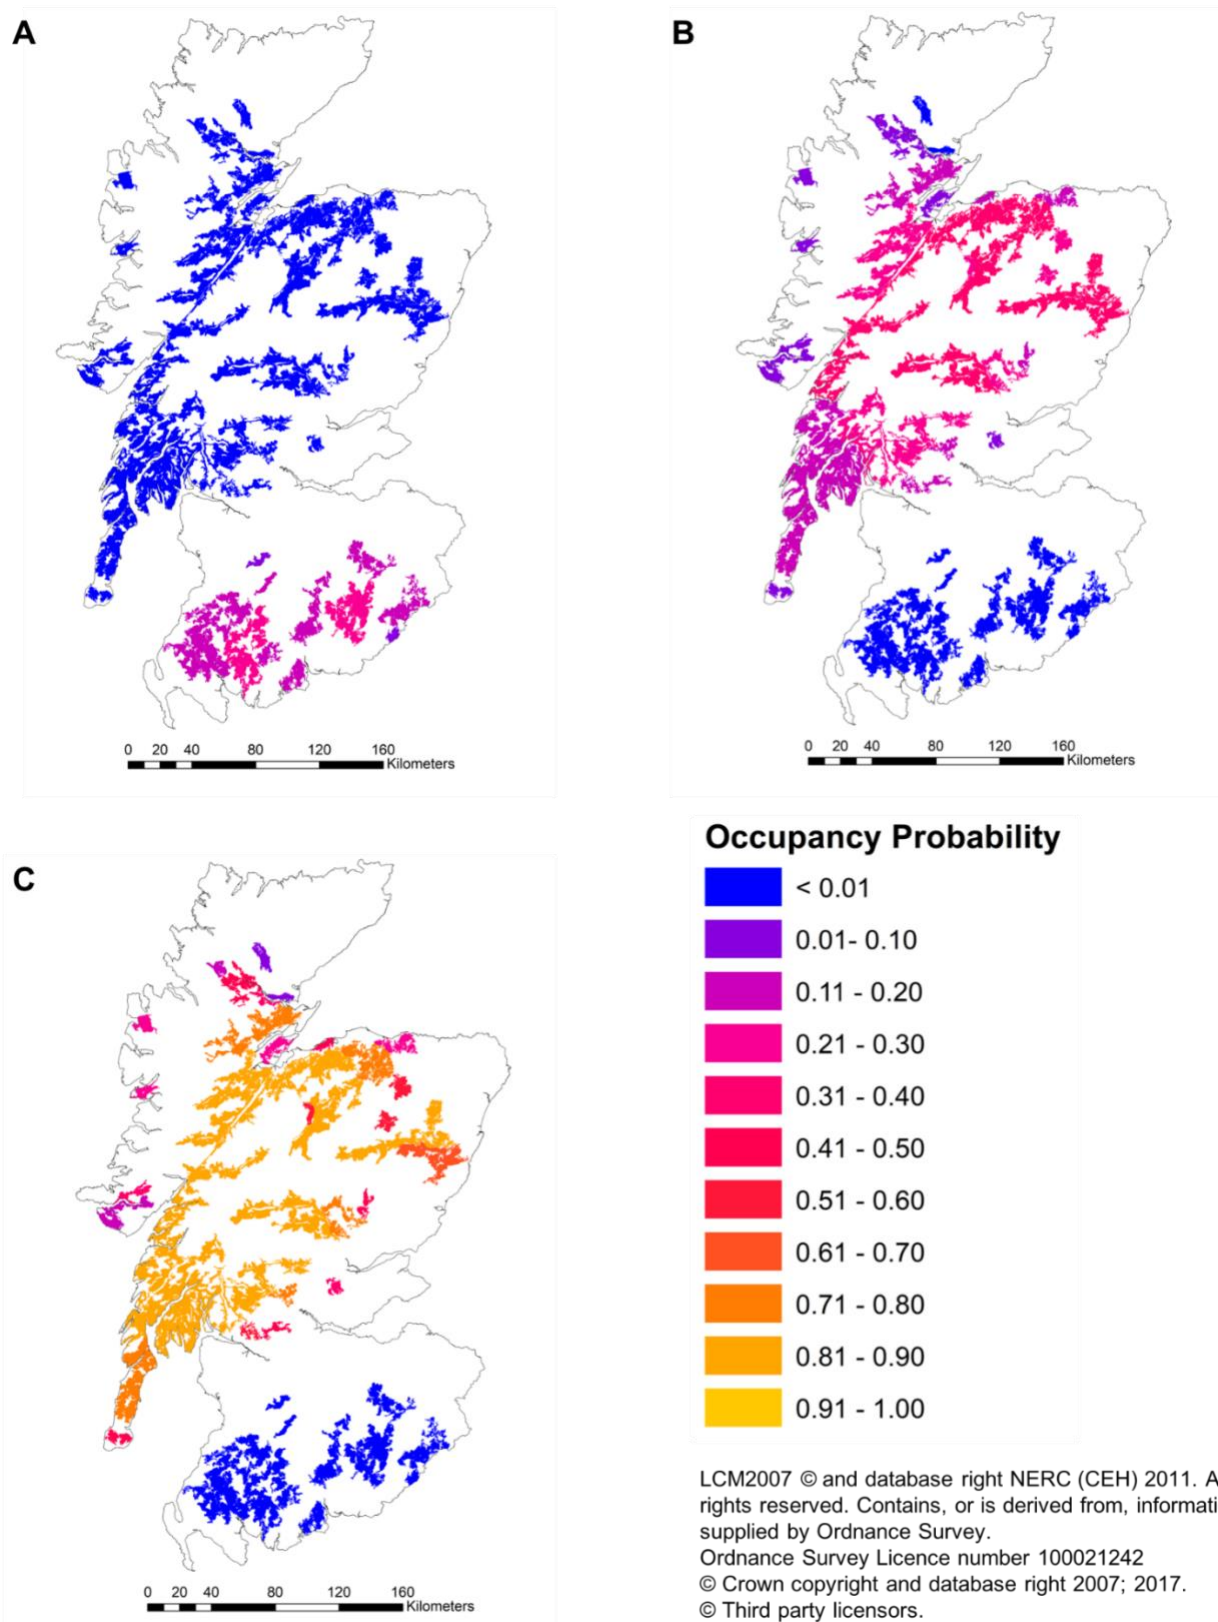 A
B
0 20 40 80 120 160
Kilometers
0 20 40 80 120 160
Kilometers
C
Occupancy Probability
< 0.01
0.01- 0.10
0.11 - 0.20
0.21 - 0.30
0.31 - 0.40
0.41 - 0.50
0.51 - 0.60
0.61 - 0.70
0.71 - 0.80
0.81 - 0.90
0.91 - 1.00
0 20 40 80 120 160
Kilometers
LCM2007 © and database right NERC (CEH) 2011. A
rights reserved. Contains, or is derived from, informati
supplied by Ordnance Survey.
Ordnance Survey Licence number 100021242
© Crown copyright and database right 2007; 2017.
© Third party licensors.